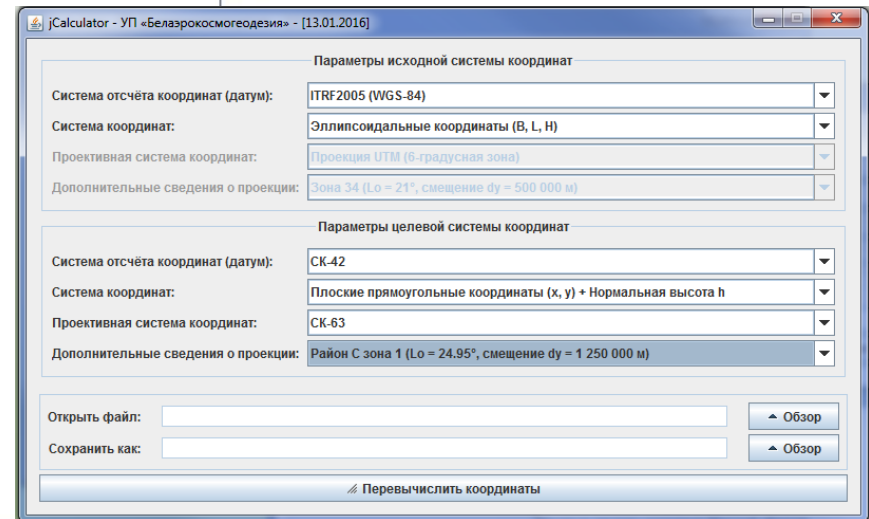 jCalculator - УП «Белаэрокосмогеодезия» - [13.01.2016]
Параметры исходной системы координат
Система отсчёта координат (датум): ITRF2005 (WGS-84)
Система координат: Эллипсоидальные координаты (B, L, H)
Проективная система координат: Проекция UTM (6-градусная зона)
Дополнительные сведения о проекции: Зона 34 (Lo = 21°, смещение dy = 500 000 м)
Параметры целевой системы координат
Система отсчёта координат (датум): СК-42
Система координат: Плоские прямоугольные координаты (x, y) + Нормальная высота h
Проективная система координат: СК-63
Дополнительные сведения о проекции: Район С зона 1 (Lo = 24.95°, смещение dy = 1 250 000 м)
Открыть файл: Обзор
Сохранить как: Обзор
Перевычислить координаты